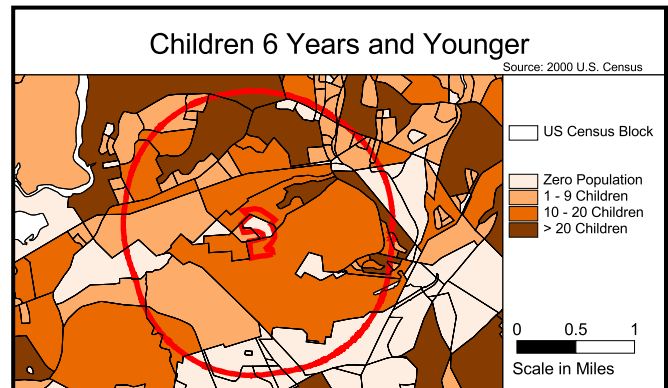 Children 6 Years and Younger
Source: 2000 U.S. Census
US Census Block
Zero Population
1 - 9 Children
10 - 20 Children
> 20 Children
0 0.5 1
Scale in Miles